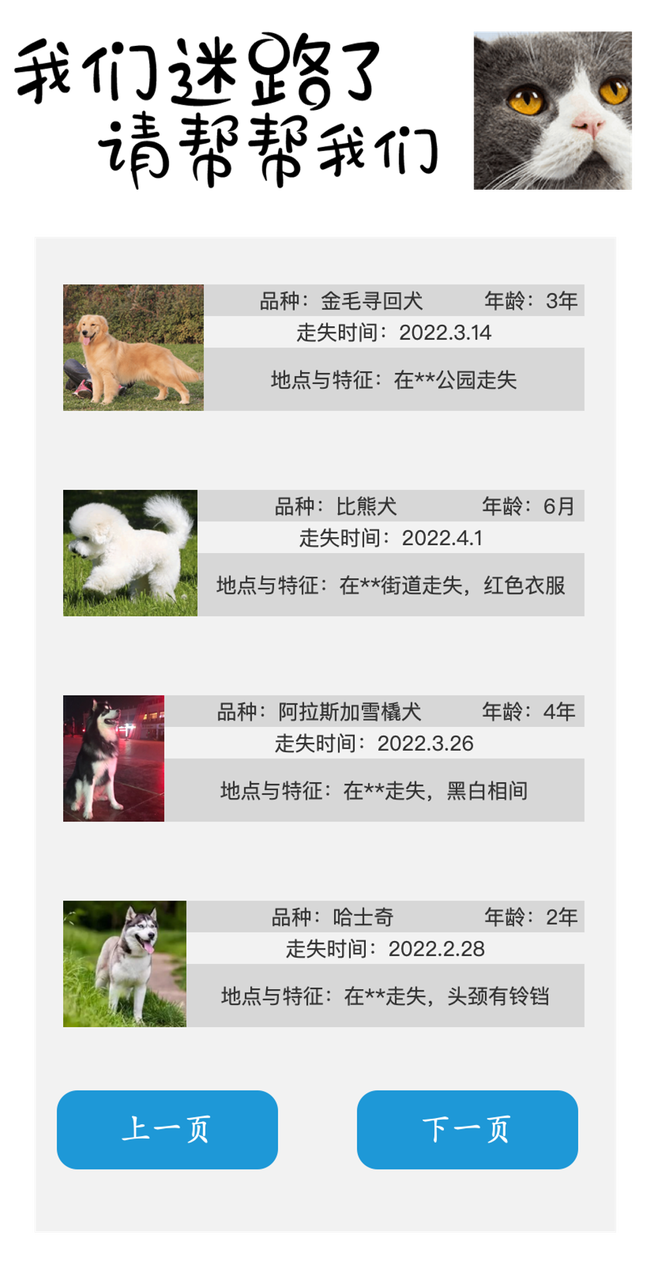 我们迷路了
请帮帮我们
品种：金毛寻回犬 年龄：3年
走失时间：2022.3.14
地点与特征：在**公园走失
品种：比熊犬 年龄：6月
走失时间：2022.4.1
地点与特征：在**街道走失，红色衣服
品种：阿拉斯加雪橇犬 年龄：4年
走失时间：2022.3.26
地点与特征：在**走失，黑白相间
品种：哈士奇 年龄：2年
走失时间：2022.2.28
地点与特征：在**走失，头颈有铃铛
上一页 下一页